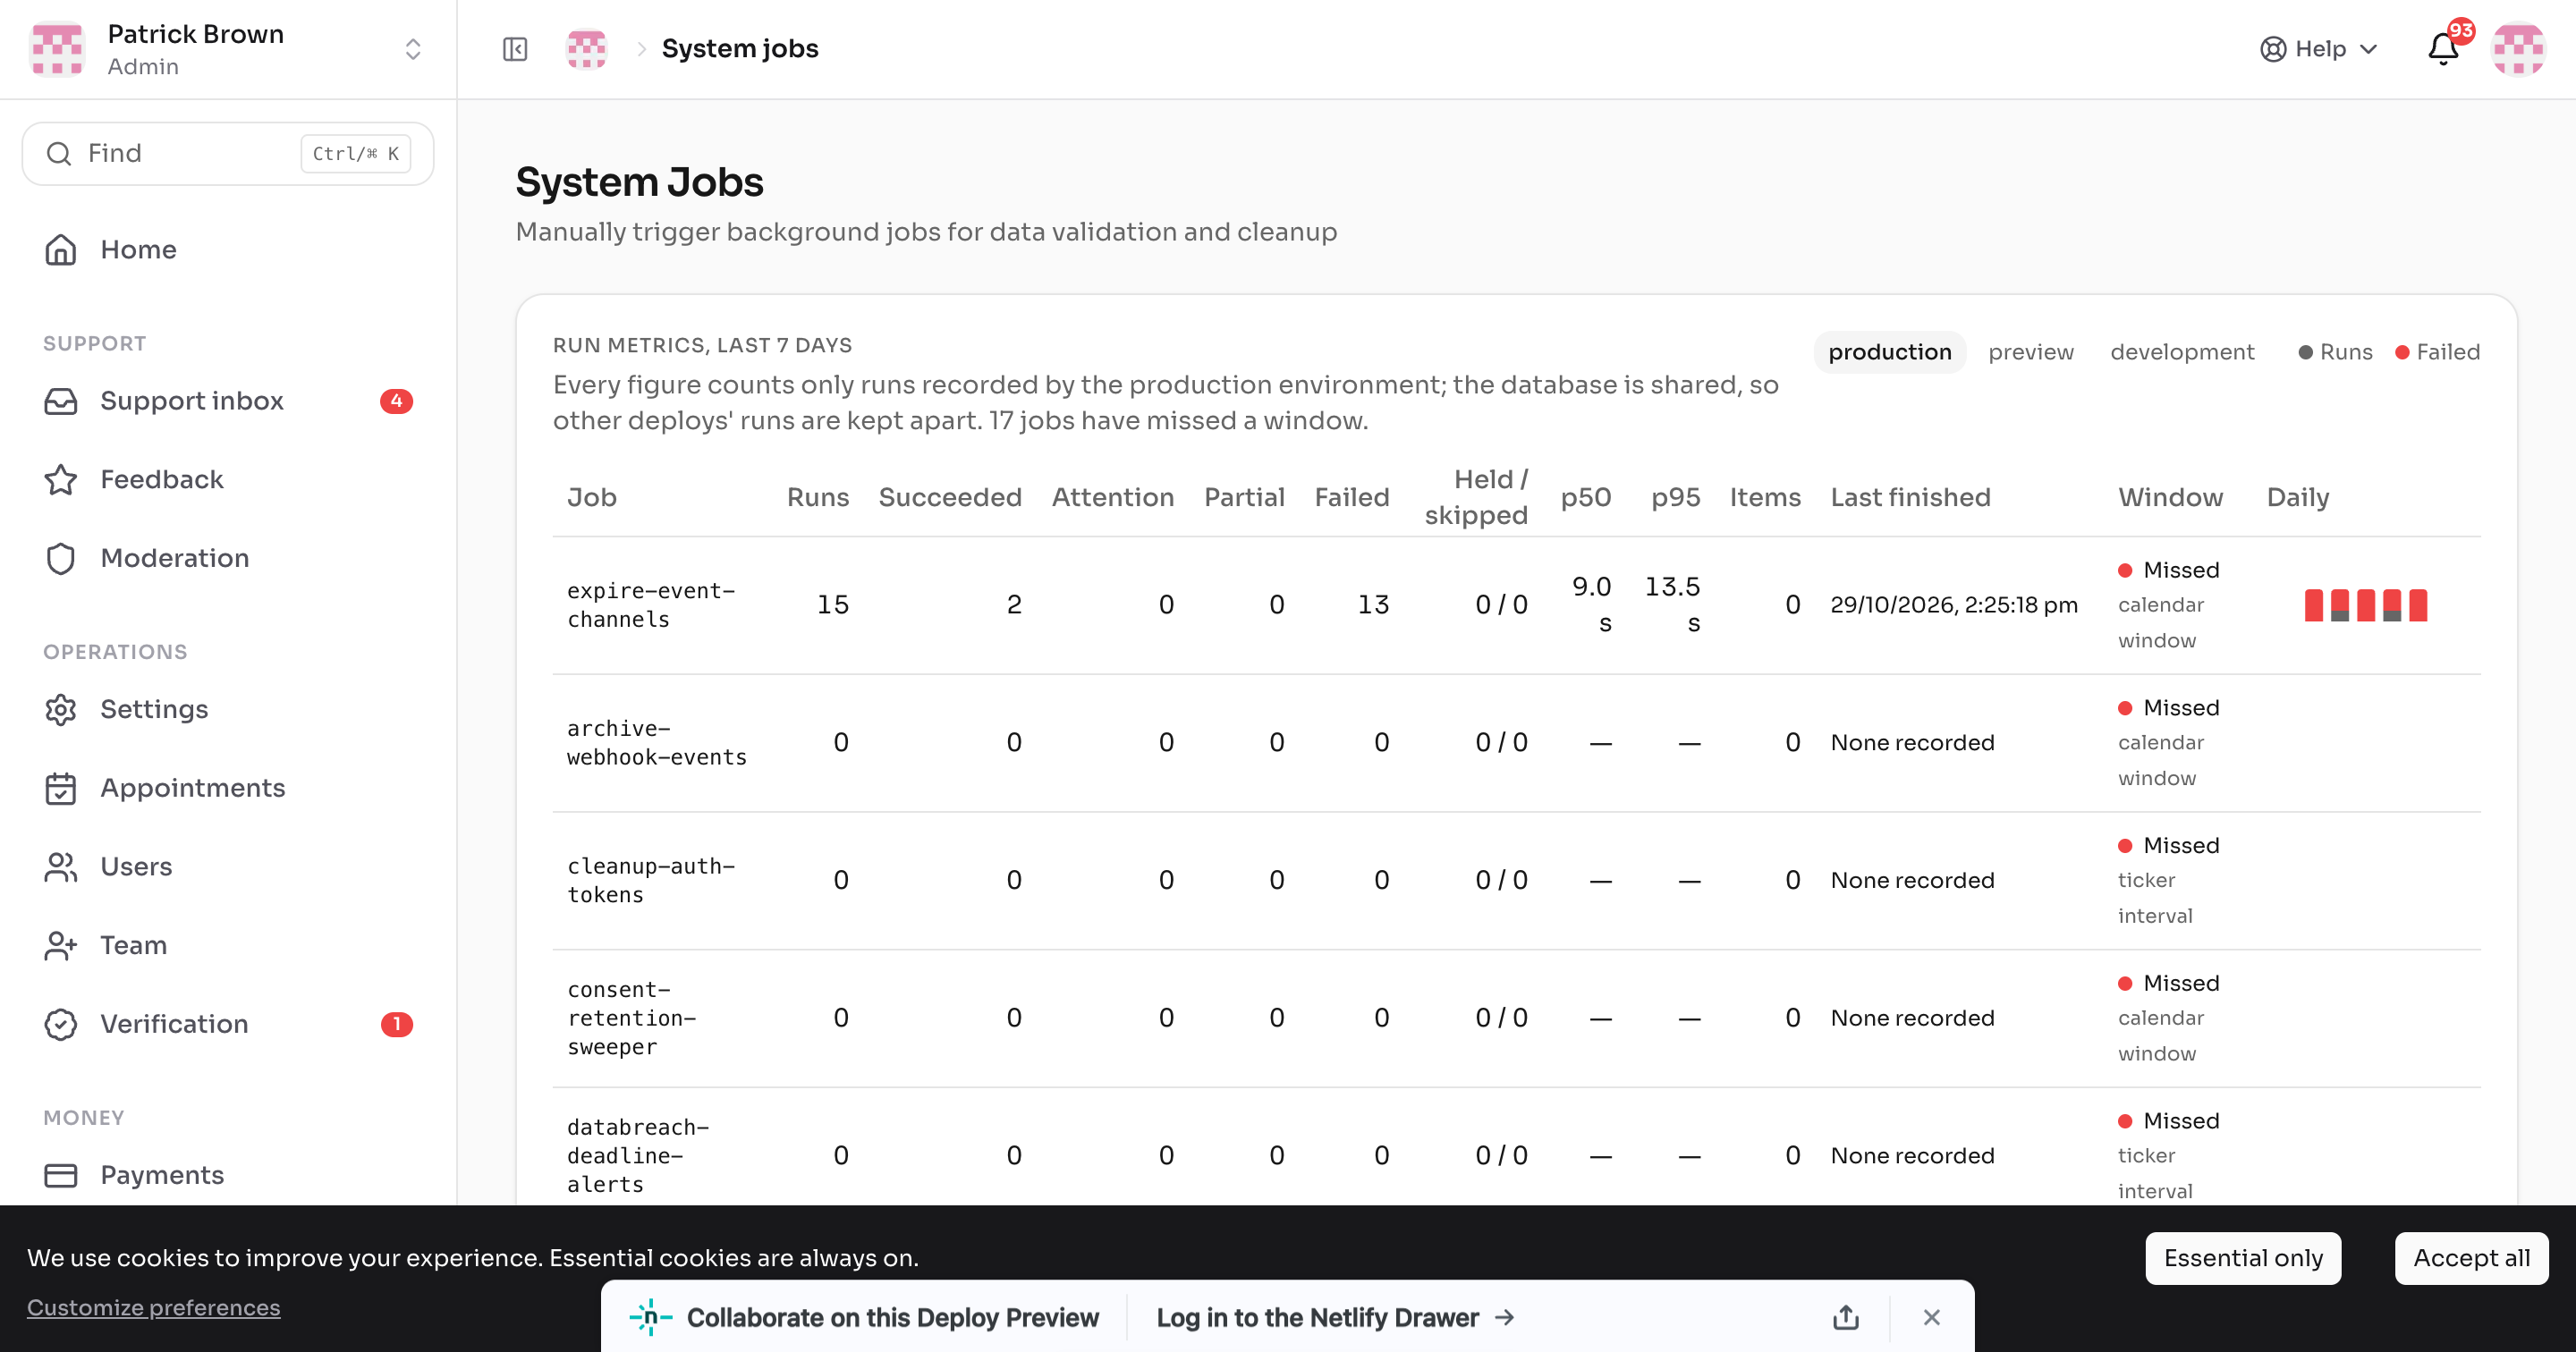 Patrick Brown
Admin
Find
Ctrl/⌘ K
Home
SUPPORT
Support inbox 4
Feedback
Moderation
OPERATIONS
Settings
Appointments
Users
Team
Verification 1
MONEY
Payments
System jobs
Help
93
System Jobs
Manually trigger background jobs for data validation and cleanup
RUN METRICS, LAST 7 DAYS
Every figure counts only runs recorded by the production environment; the database is shared, so
other deploys' runs are kept apart. 17 jobs have missed a window.
production preview development Runs Failed
Job Runs Succeeded Attention Partial Failed Held / skipped p50 p95 Items Last finished Window Daily
expire-event-channels 15 2 0 0 13 0 / 0 9.0 s 13.5 s 0 29/10/2026, 2:25:18 pm Missed calendar window
archive-webhook-events 0 0 0 0 0 0 / 0 — — 0 None recorded Missed calendar window
cleanup-auth-tokens 0 0 0 0 0 0 / 0 — — 0 None recorded Missed ticker interval
consent-retention-sweeper 0 0 0 0 0 0 / 0 — — 0 None recorded Missed calendar window
databreach-deadline-alerts 0 0 0 0 0 0 / 0 — — 0 None recorded Missed ticker interval
We use cookies to improve your experience. Essential cookies are always on.
Customize preferences
Essential only
Accept all
Collaborate on this Deploy Preview
Log in to the Netlify Drawer →